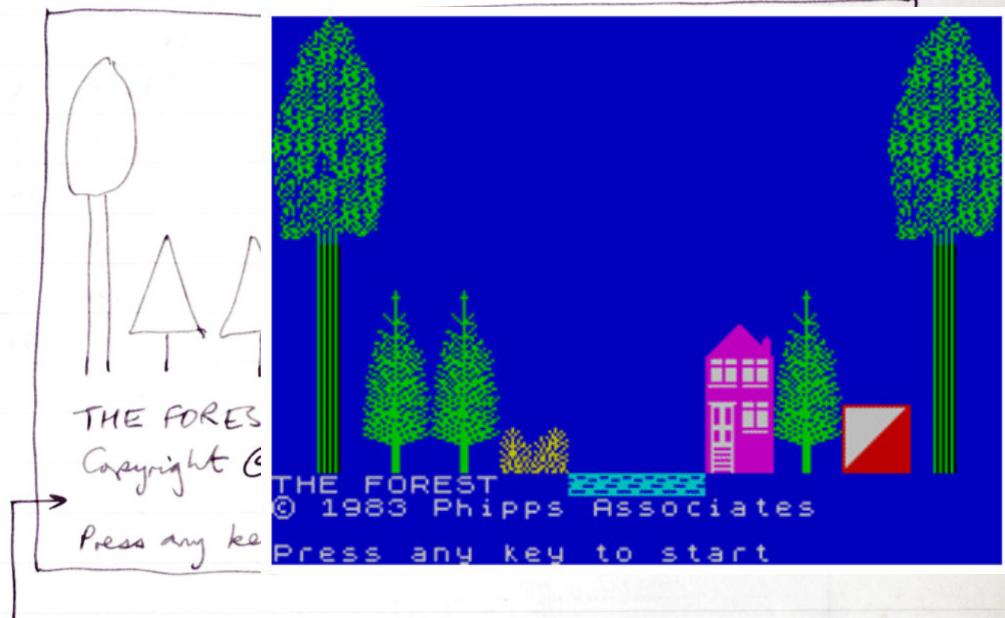 THE FORES
Copyright ©
Press any ke
THE FOREST
© 1983 Phipps Associates
Press any key to start